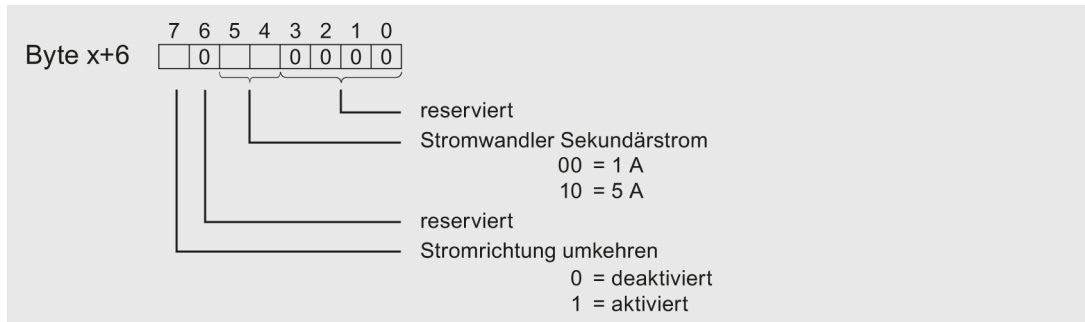 7 6 5 4 3 2 1 0
Byte x+6 0 0 0 0 0
reserviert
Stromwandler Sekundärstrom
00 = 1 A
10 = 5 A
reserviert
Stromrichtung umkehren
0 = deaktiviert
1 = aktiviert